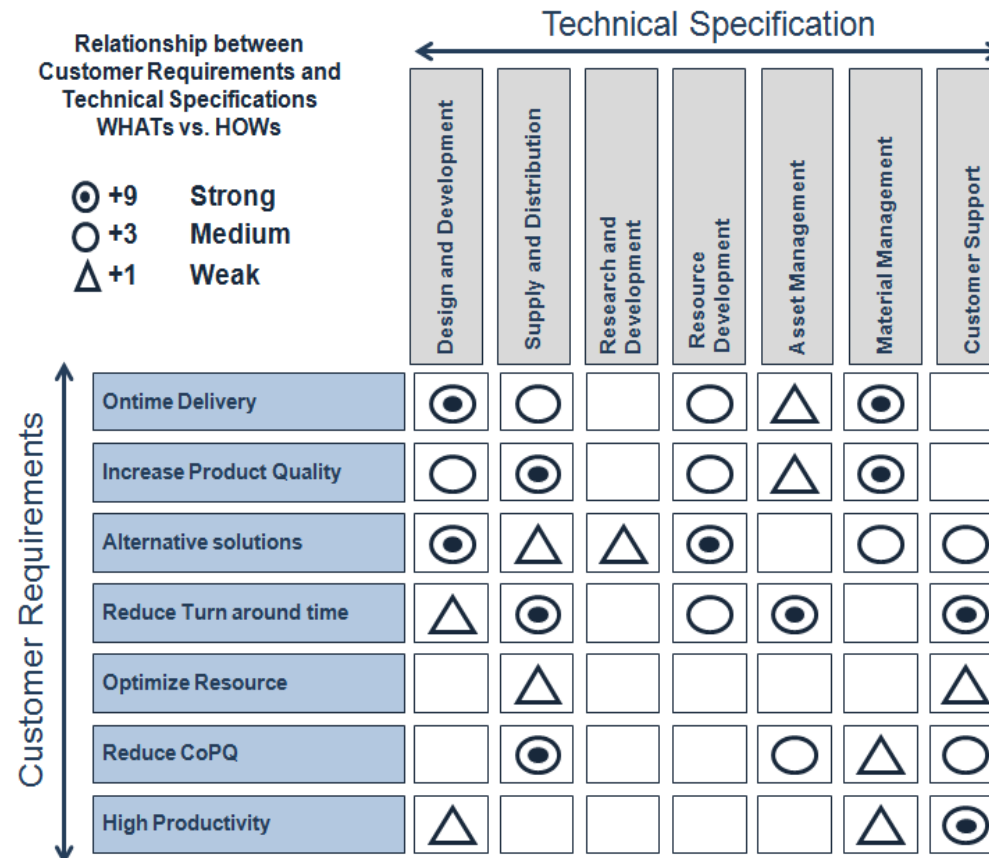 Technical Specification
Relationship between
Customer Requirements and
Technical Specifications
WHATs vs. HOWs
+9 Strong
+3 Medium
+1 Weak
Design and Development
Supply and Distribution
Research and
Development
Resource
Development
Asset Management
Material Management
Customer Support
Customer Requirements
Ontime Delivery
Increase Product Quality
Alternative solutions
Reduce Turn around time
Optimize Resource
Reduce CoPQ
High Productivity